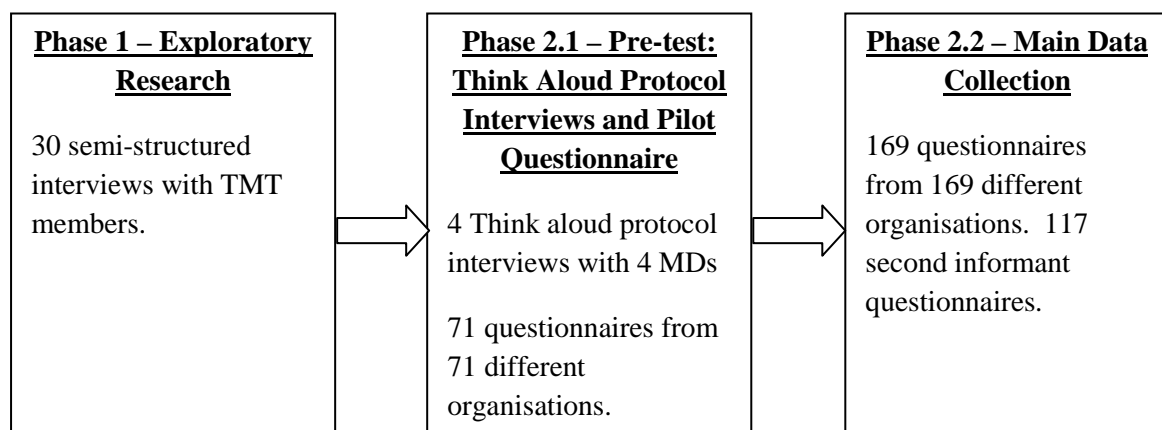 Phase 1 – Exploratory
Research
30 semi-structured
interviews with TMT
members.
Phase 2.1 – Pre-test:
Think Aloud Protocol
Interviews and Pilot
Questionnaire
4 Think aloud protocol
interviews with 4 MDs
71 questionnaires from
71 different
organisations.
Phase 2.2 – Main Data
Collection
169 questionnaires
from 169 different
organisations.  117
second informant
questionnaires.